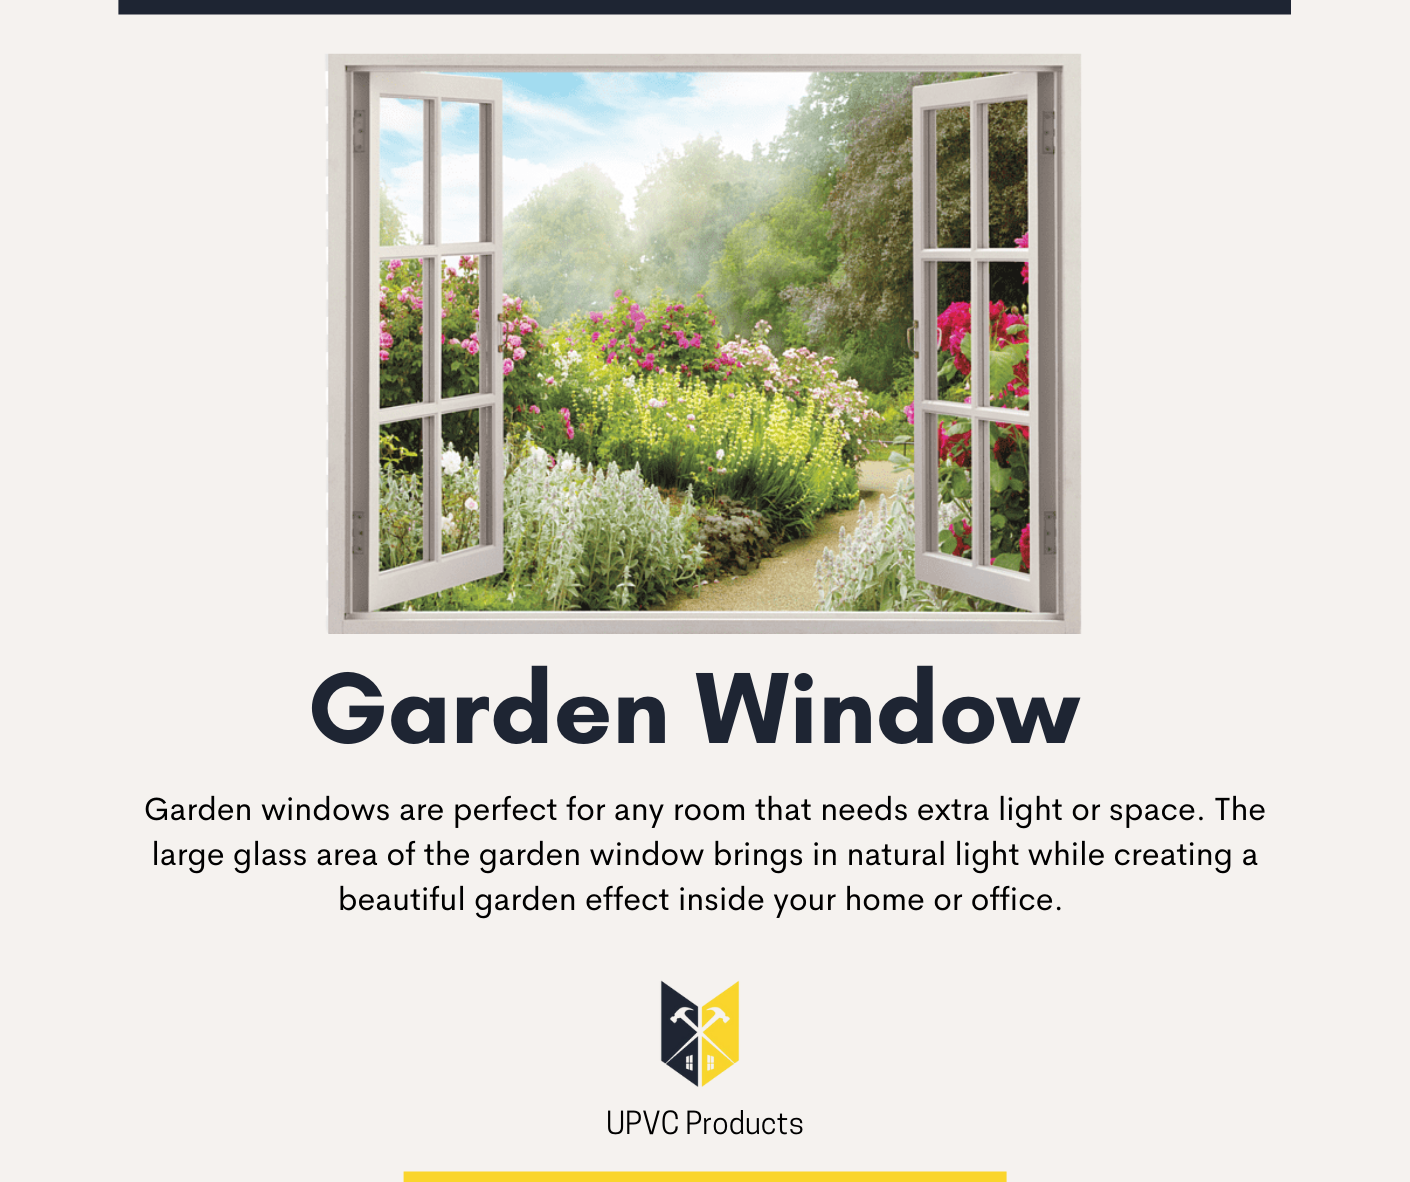 Garden Window
Garden windows are perfect for any room that needs extra light or space. The
large glass area of the garden window brings in natural light while creating a
beautiful garden effect inside your home or office.
UPVC Products